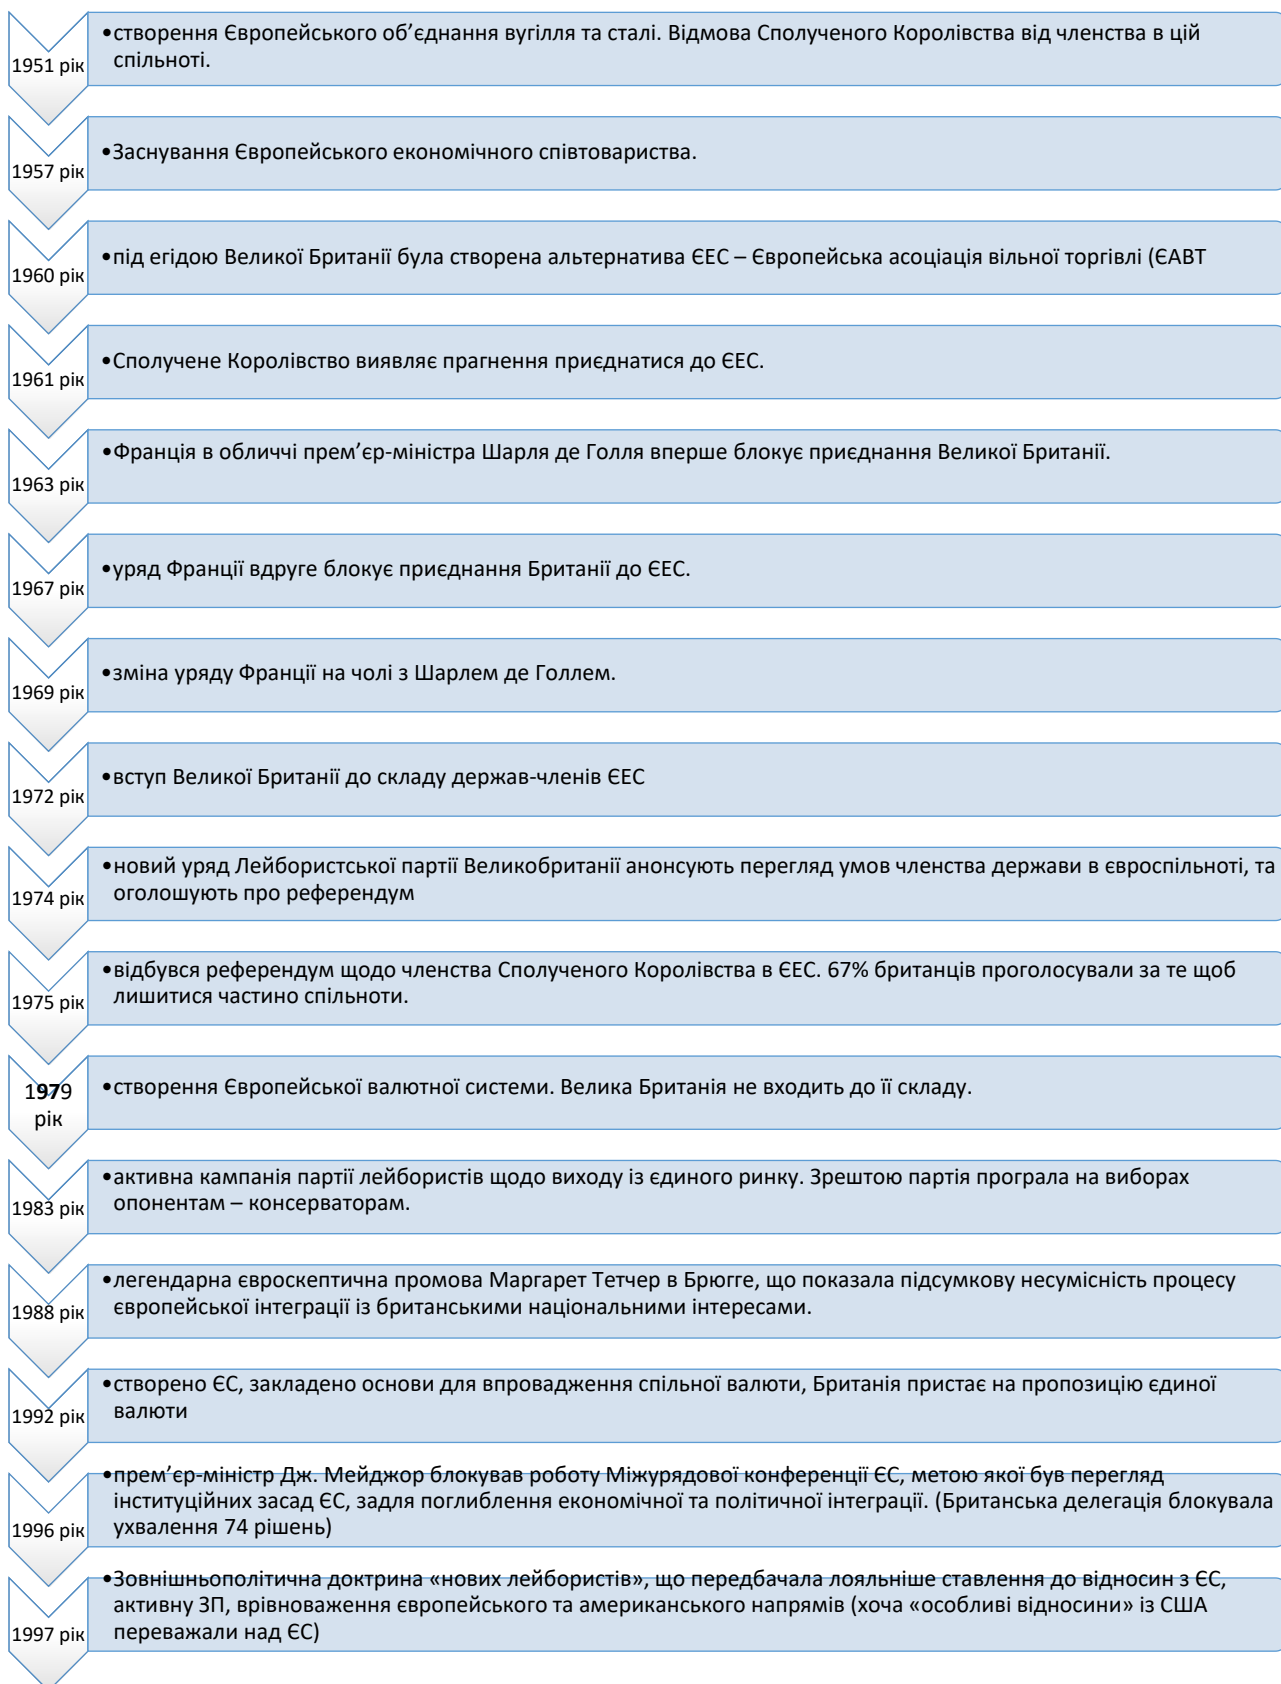 1951 рік
•створення Європейського об’єднання вугілля та сталі. Відмова Сполученого Королівства від членства в цій
спільноті.
1957 рік
•Заснування Європейського економічного співтовариства.
1960 рік
•під егідою Великої Британії була створена альтернатива ЄЕС – Європейська асоціація вільної торгівлі (ЄАВТ
1961 рік
•Сполучене Королівство виявляє прагнення приєднатися до ЄЕС.
1963 рік
•Франція в обличчі прем’єр-міністра Шарля де Голля вперше блокує приєднання Великої Британії.
1967 рік
•уряд Франції вдруге блокує приєднання Британії до ЄЕС.
1969 рік
•зміна уряду Франції на чолі з Шарлем де Голлем.
1972 рік
•вступ Великої Британії до складу держав-членів ЄЕС
1974 рік
•новий уряд Лейбористської партії Великобританії анонсують перегляд умов членства держави в євроспільноті, та
оголошують про референдум
1975 рік
•відбувся референдум щодо членства Сполученого Королівства в ЄЕС. 67% британців проголосували за те щоб
лишитися частино спільноти.
1979
рік
•створення Європейської валютної системи. Велика Британія не входить до її складу.
1983 рік
•активна кампанія партії лейбористів щодо виходу із єдиного ринку. Зрештою партія програла на виборах
опонентам – консерваторам.
1988 рік
•легендарна євроскептична промова Маргарет Тетчер в Брюгге, що показала підсумкову несумісність процесу
європейської інтеграції із британськими національними інтересами.
1992 рік
•створено ЄС, закладено основи для впровадження спільної валюти, Британія пристає на пропозицію єдиної
валюти
1996 рік
•прем’єр-міністр Дж. Мейджор блокував роботу Міжурядової конференції ЄС, метою якої був перегляд
інституційних засад ЄС, задля поглиблення економічної та політичної інтеграції. (Британська делегація блокувала
ухвалення 74 рішень)
1997 рік
•Зовнішньополітична доктрина «нових лейбористів», що передбачала лояльніше ставлення до відносин з ЄС,
активну ЗП, врівноваження європейського та американського напрямів (хоча «особливі відносини» із США
переважали над ЄС)